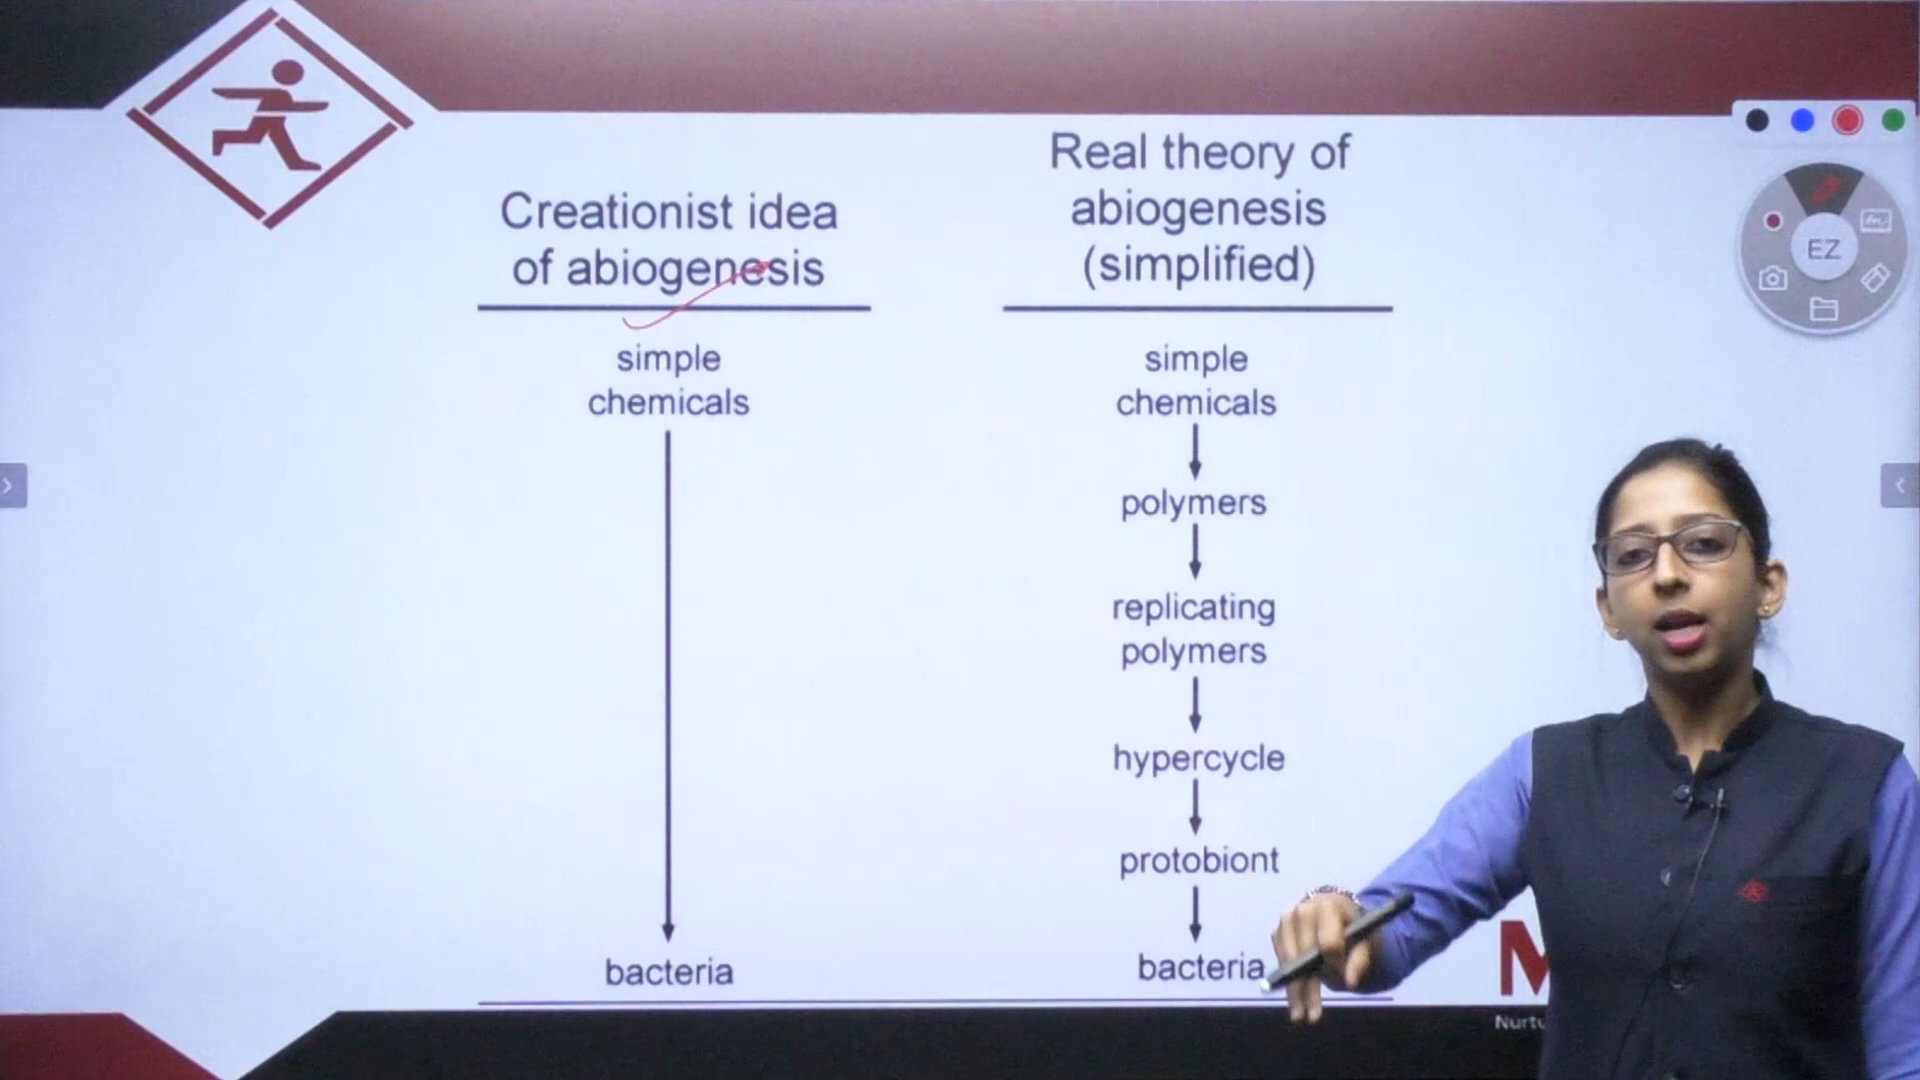 Creationist idea
of abiogenesis
simple
chemicals
bacteria
Real theory of
abiogenesis
(simplified)
simple
chemicals
polymers
replicating
polymers
hypercycle
protobiont
bacteria
EZ
M
Nurtu